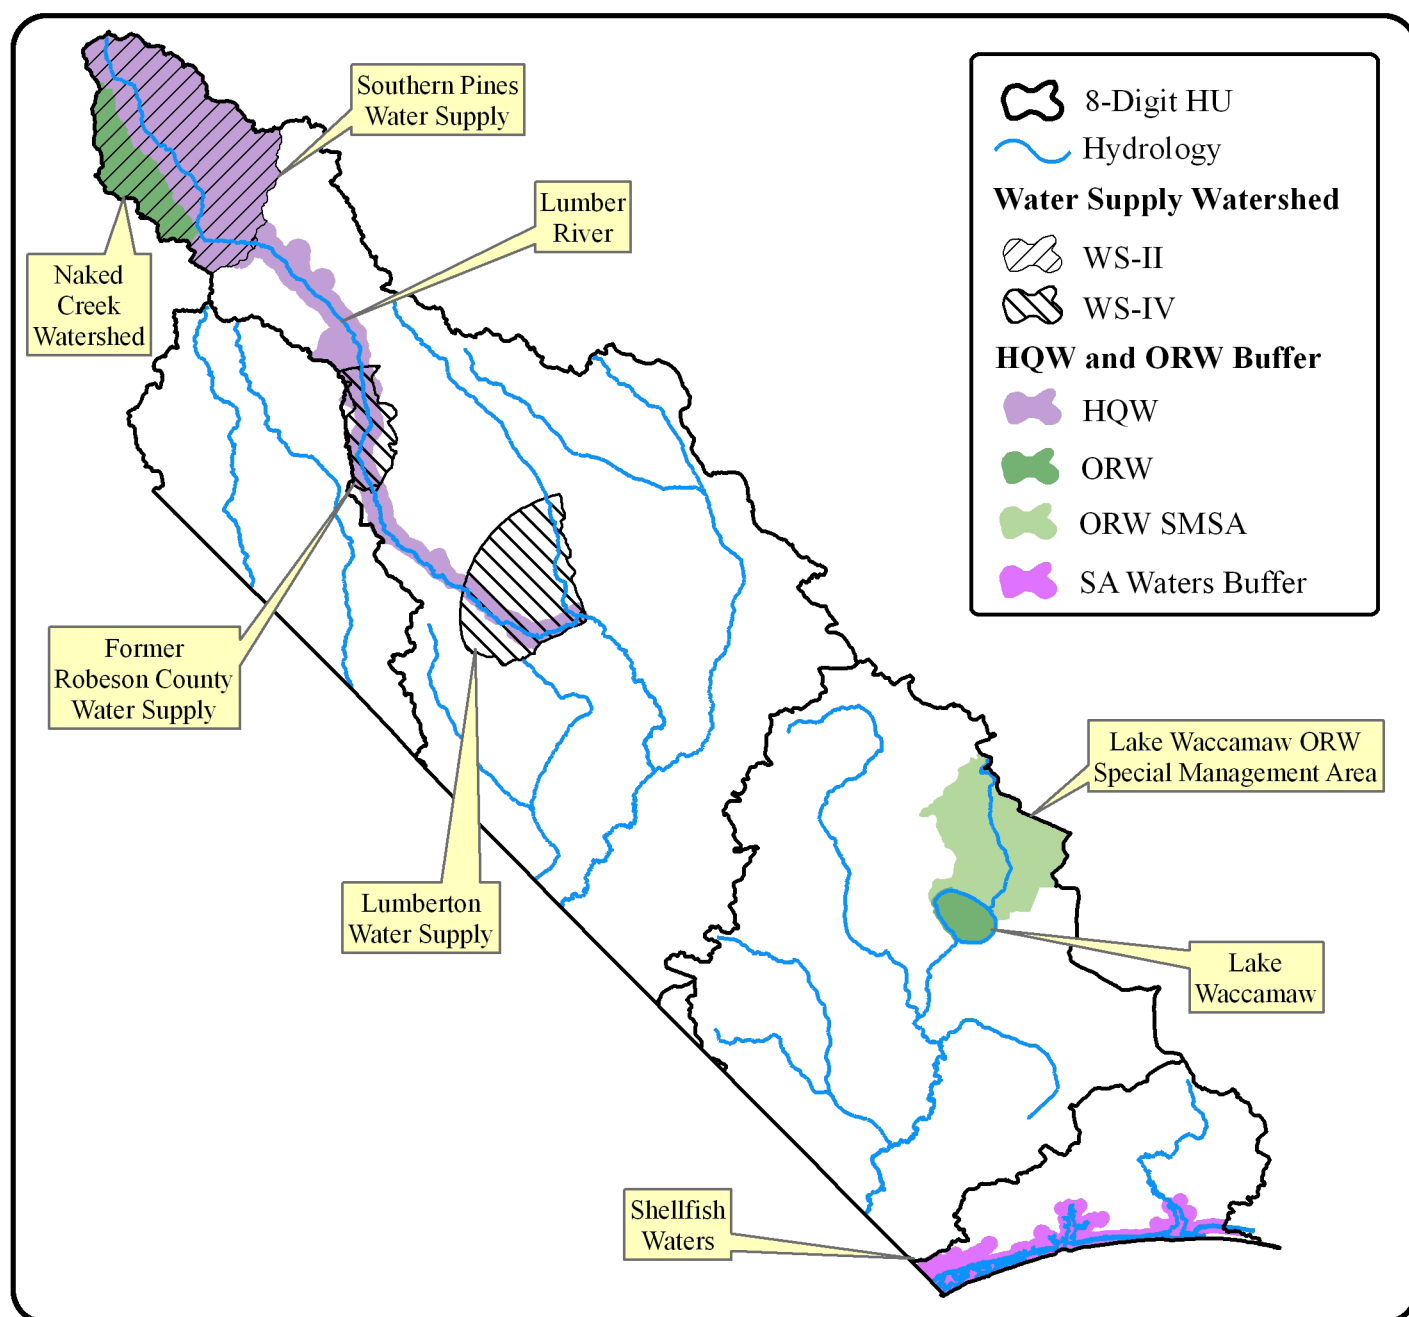 Southern Pines
Water Supply
Lumber
River
Naked
Creek
Watershed
8-Digit HU
Hydrology
Water Supply Watershed
WS-II
WS-IV
HQW and ORW Buffer
HQW
ORW
ORW SMSA
SA Waters Buffer
Former
Robeson County
Water Supply
Lake Waccamaw ORW
Special Management Area
Lumberton
Water Supply
Lake
Waccamaw
Shellfish
Waters